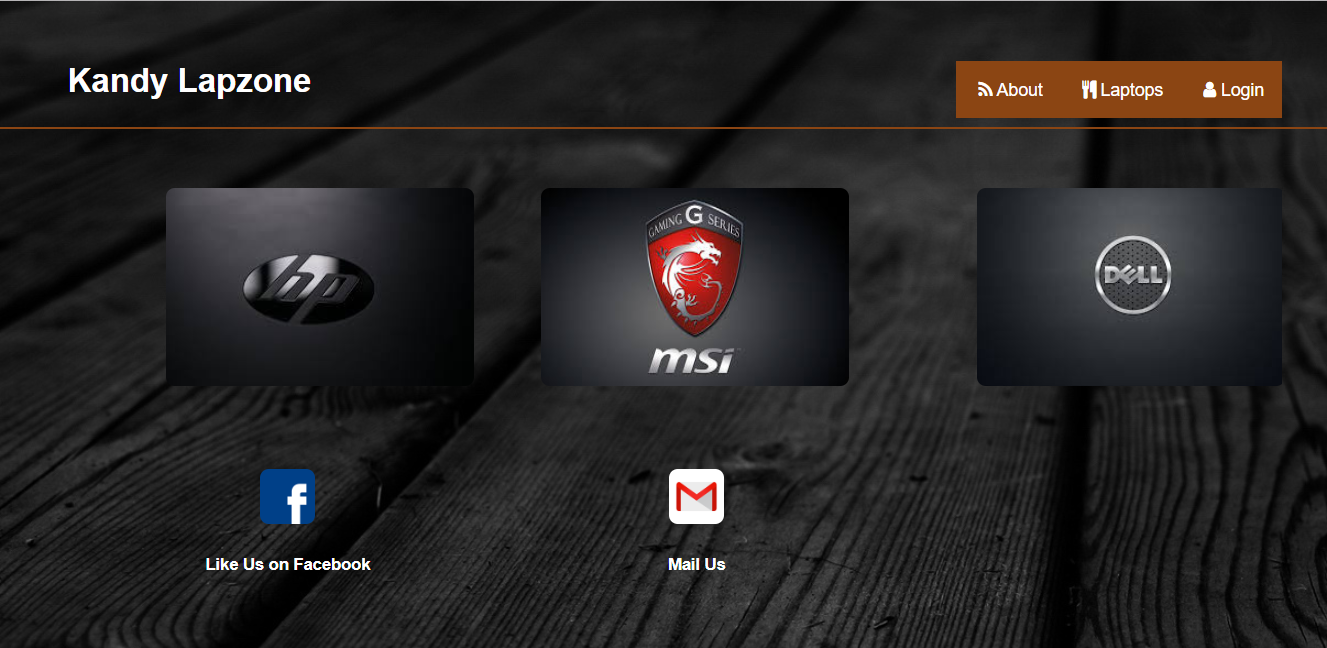 Kandy Lapzone
About
Laptops
Login
hp
GAMING G SERIES
msi
DELL
f
Like Us on Facebook
Mail Us